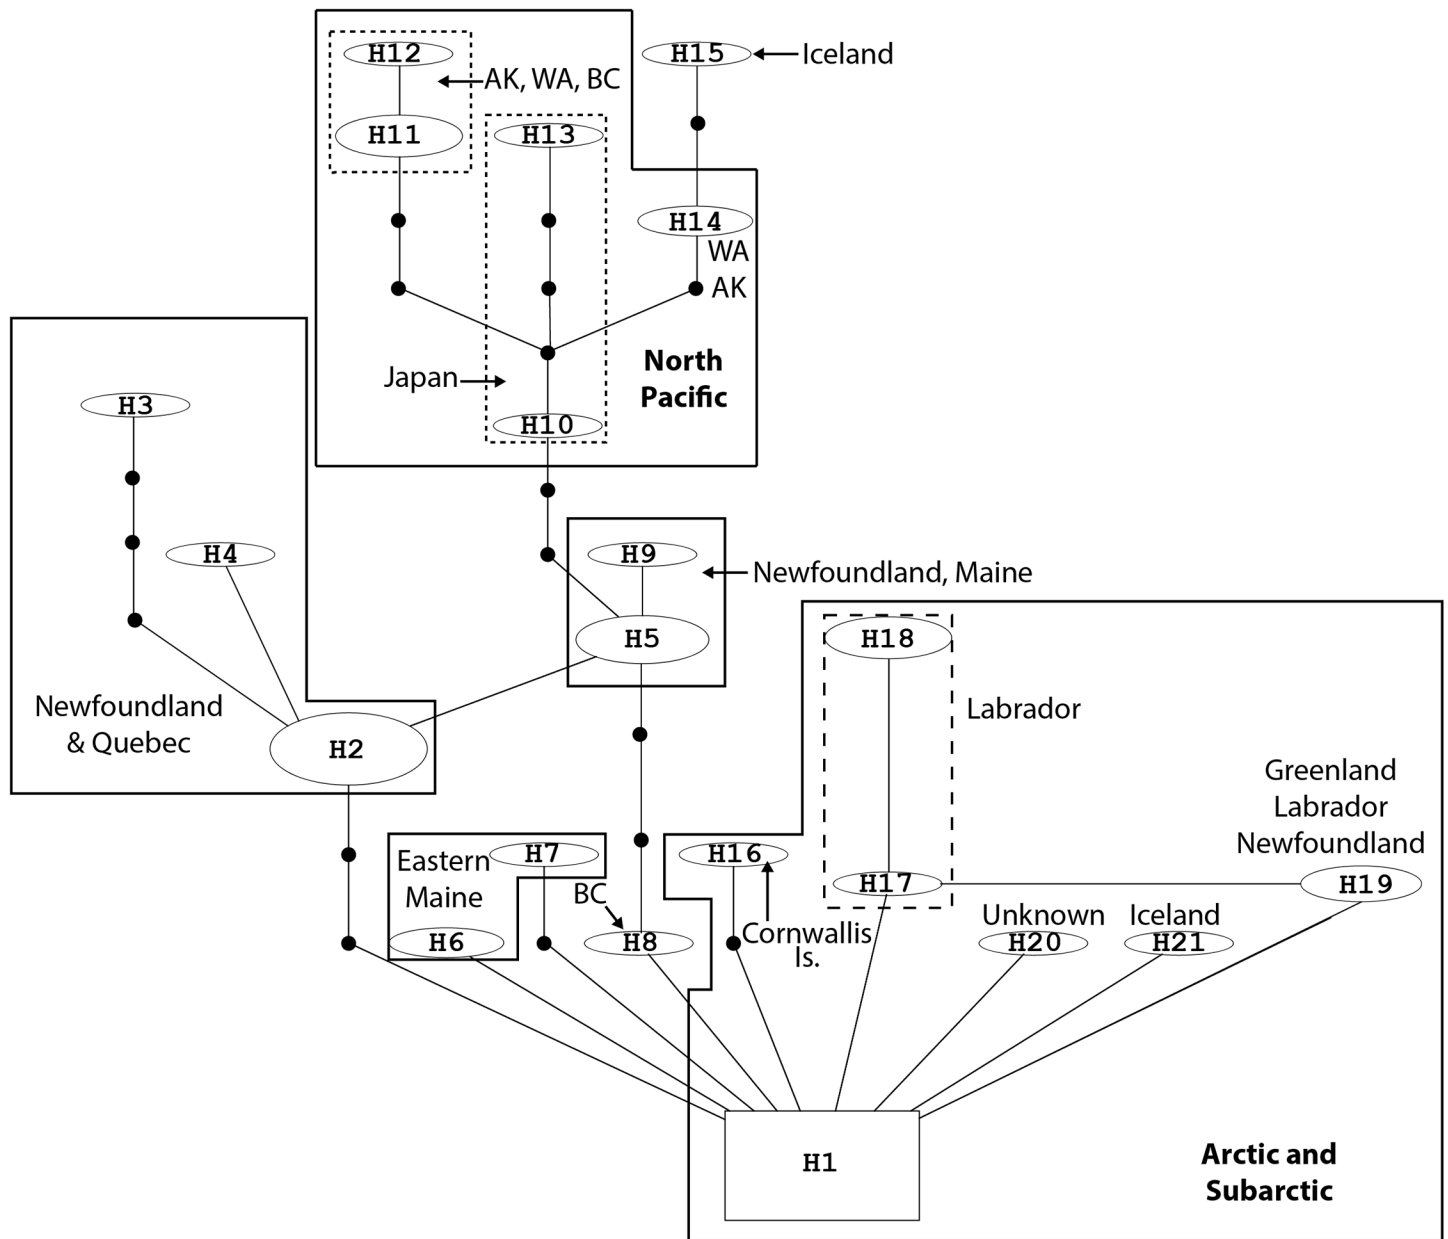 H12
H15
Iceland
AK, WA, BC
H11
H13
H14
WA
AK
North
Pacific
Japan
H10
H3
H4
H9
Newfoundland, Maine
H5
H18
Newfoundland
& Quebec
H2
Labrador
Greenland
Labrador
Newfoundland
Eastern
Maine
H7
H16
H17
H19
BC
H6
H8
Cornwallis
Is.
Unknown
Iceland
H20
H21
H1
Arctic and
Subarctic